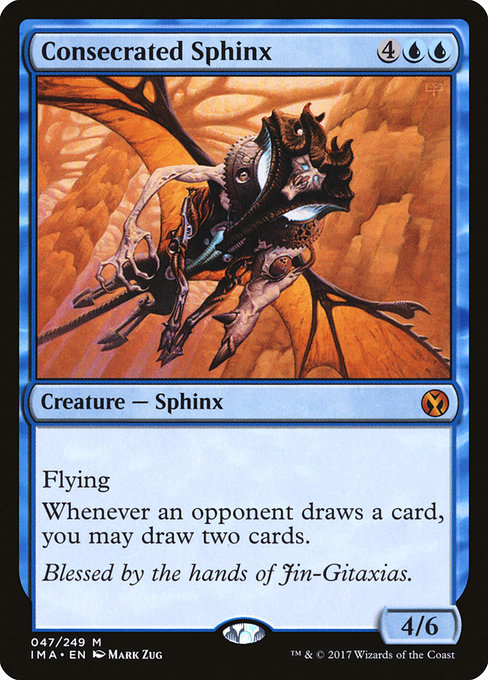 Consecrated Sphinx 4
Creature — Sphinx
Flying
Whenever an opponent draws a card,
you may draw two cards.
Blessed by the hands of Jin-Gitaxias.
4/6
047/249 M
IMA • EN Mark Zug
™ & © 2017 Wizards of the Coast